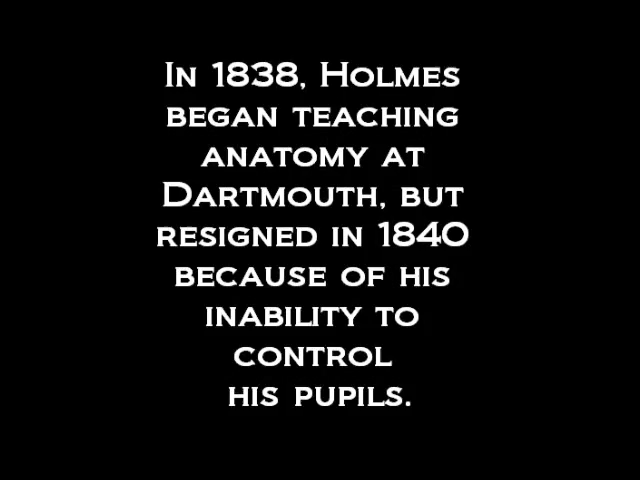 In 1838, Holmes
began teaching
anatomy at
Dartmouth, but
resigned in 1840
because of his
inability to
control
his pupils.